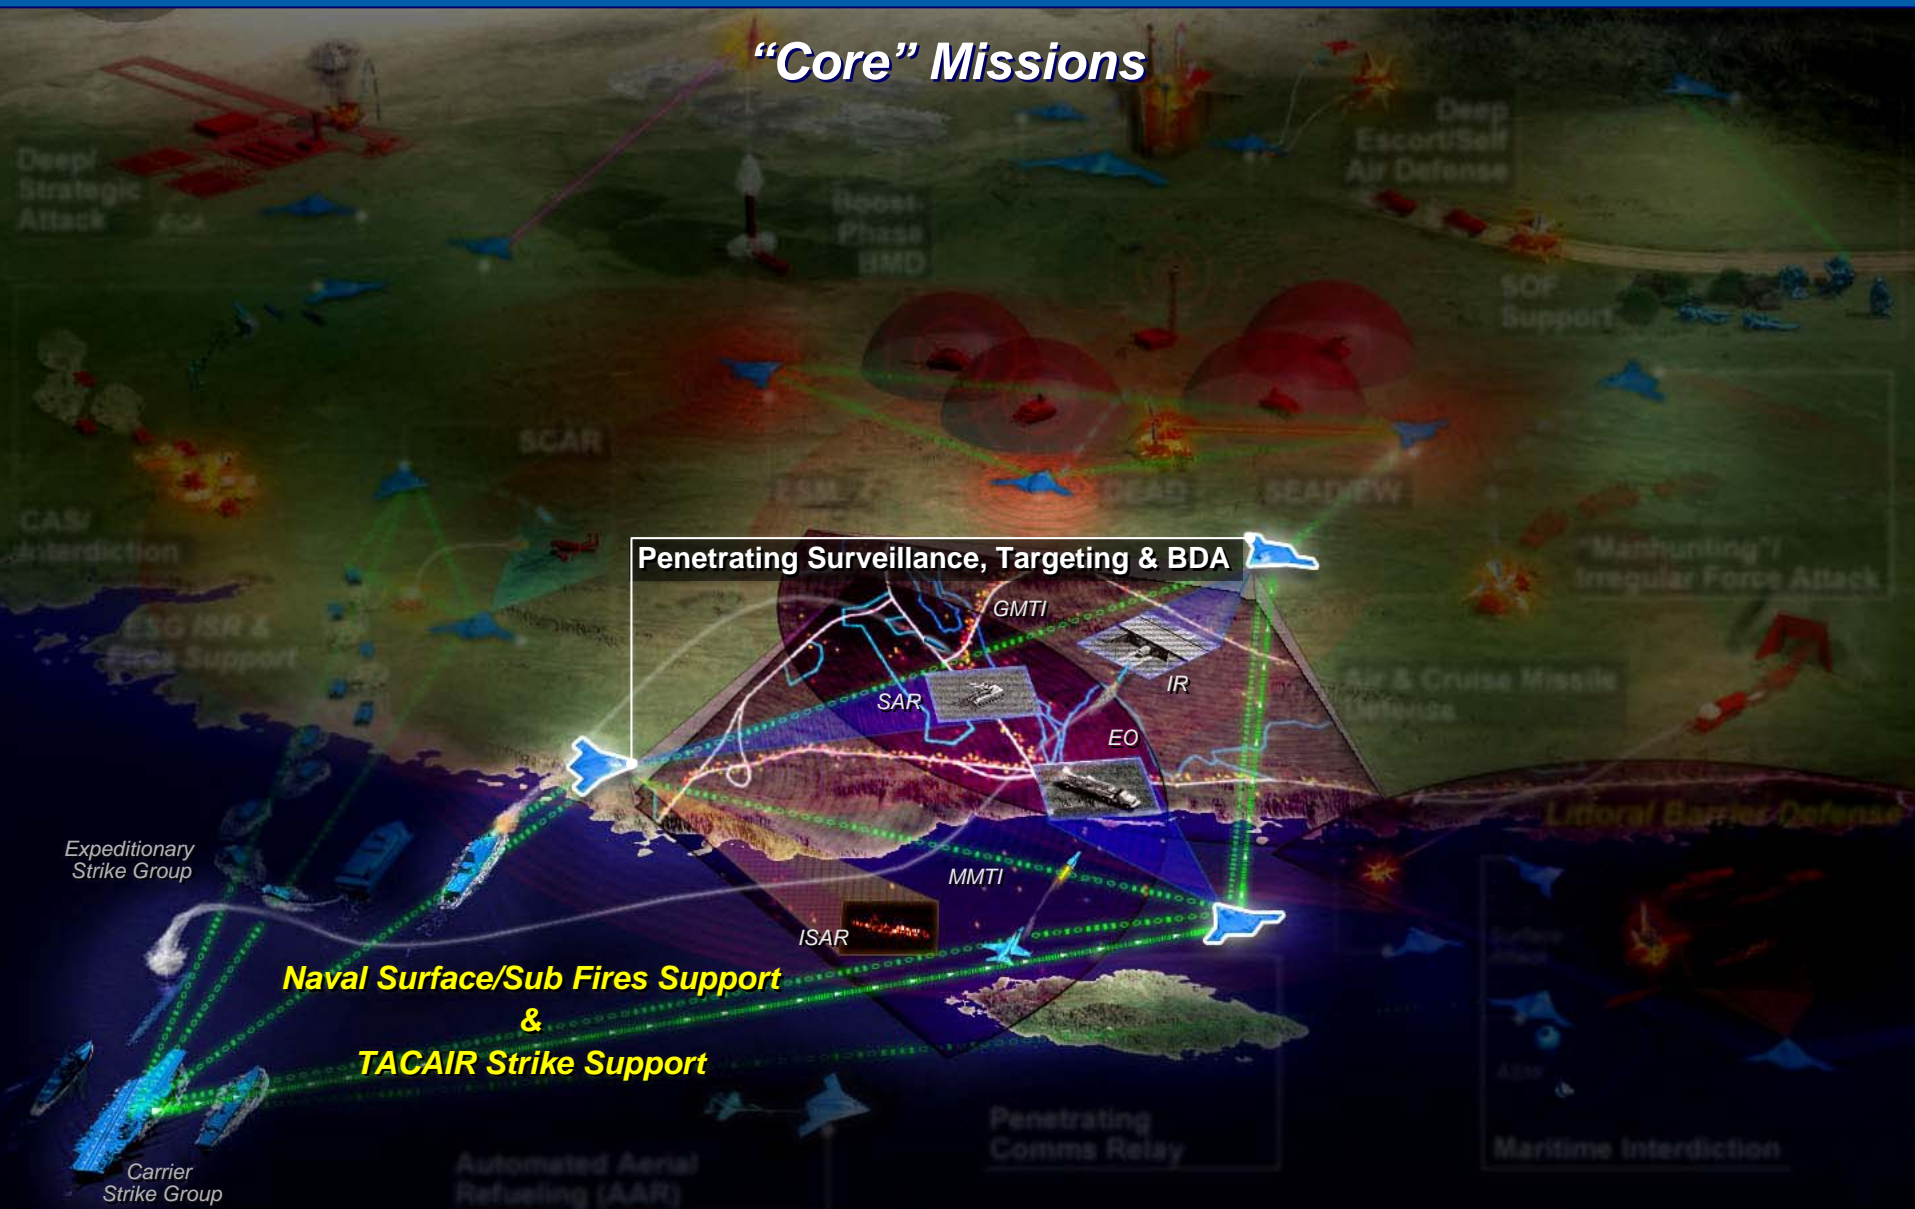 “Core” Missions
Deep/
Strategic
Attack
Deep
Escort/Self
Air Defense
Boost-
Phase
BMD
SOF
Support
SCAR
ESM
DEAD
SEAD/EW
CAS/
Interdiction
"Manhunting"/
Irregular Force Attack
Penetrating Surveillance, Targeting & BDA
GMTI
IR
SAR
EO
ESG ISR &
Fires Support
Air & Cruise Missile
Defense
Littoral Barrier Defense
Expeditionary
Strike Group
MMTI
ISAR
Naval Surface/Sub Fires Support
&
TACAIR Strike Support
Penetrating
Comms Relay
Maritime Interdiction
Automated Aerial
Refueling (AAR)
Carrier
Strike Group